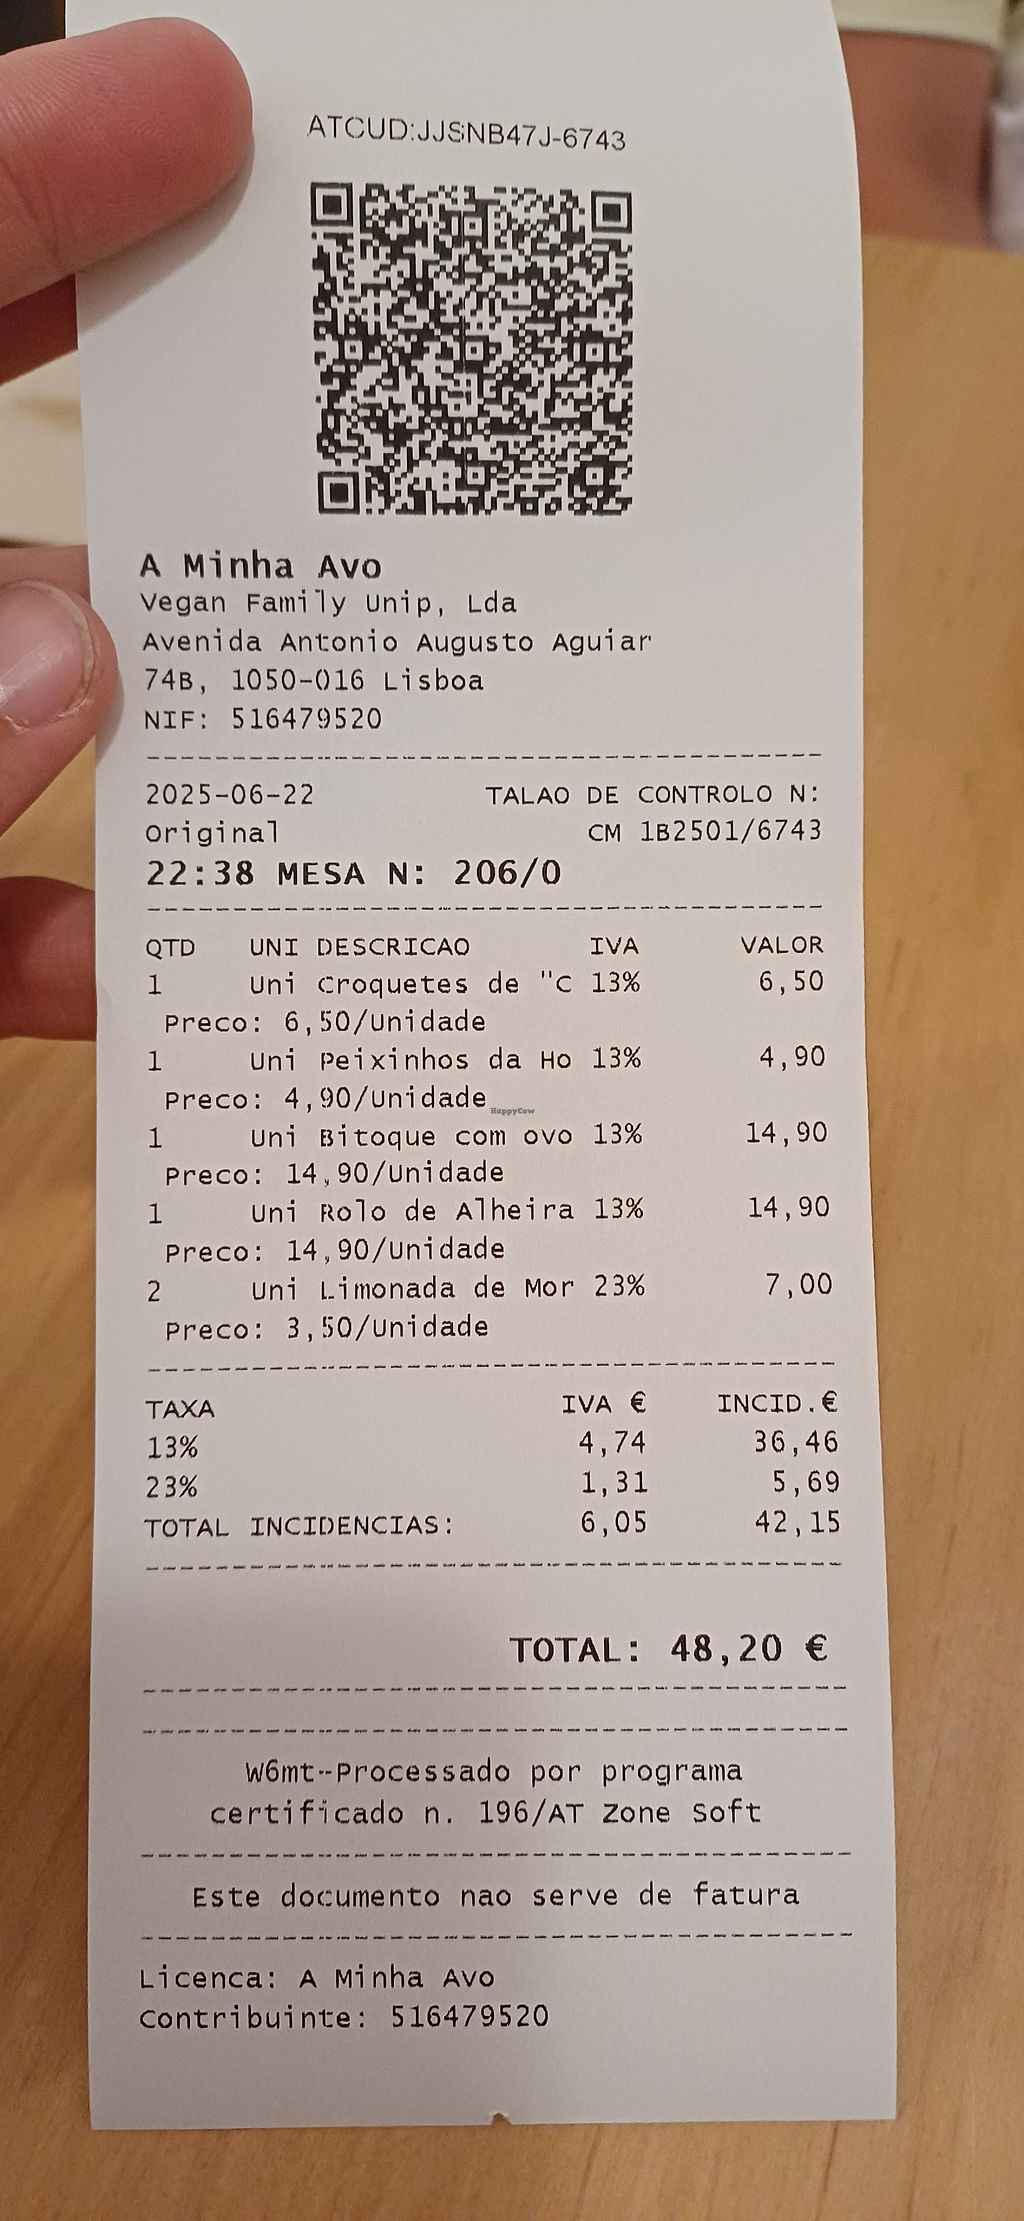 ATCUD:JJSNB47J-6743
A Minha Avo
Vegan Family Unip, Lda
Avenida Antonio Augusto Aguiar
74B, 1050-016 Lisboa
NIF: 516479520
2025-06-22 TALAO DE CONTROLO N:
Original CM 1B2501/6743
22:38 MESA N: 206/0
QTD UNI DESCRICAO IVA VALOR
1 Uni Croquetes de "C 13% 6,50
Preco: 6,50/Unidade
1 Uni Peixinhos da Ho 13% 4,90
Preco: 4,90/Unidade
HappyCow
1 Uni Bitoque com ovo 13% 14,90
Preco: 14,90/Unidade
1 Uni Rolo de Alheira 13% 14,90
Preco: 14,90/Unidade
2 Uni Limonada de Mor 23% 7,00
Preco: 3,50/Unidade
TAXA IVA € INCID.€
13% 4,74 36,46
23% 1,31 5,69
TOTAL INCIDENCIAS: 6,05 42,15
TOTAL: 48,20 €
W6mt-Processado por programa
certificado n. 196/AT Zone Soft
Este documento nao serve de fatura
Licenca: A Minha Avo
Contribuinte: 516479520